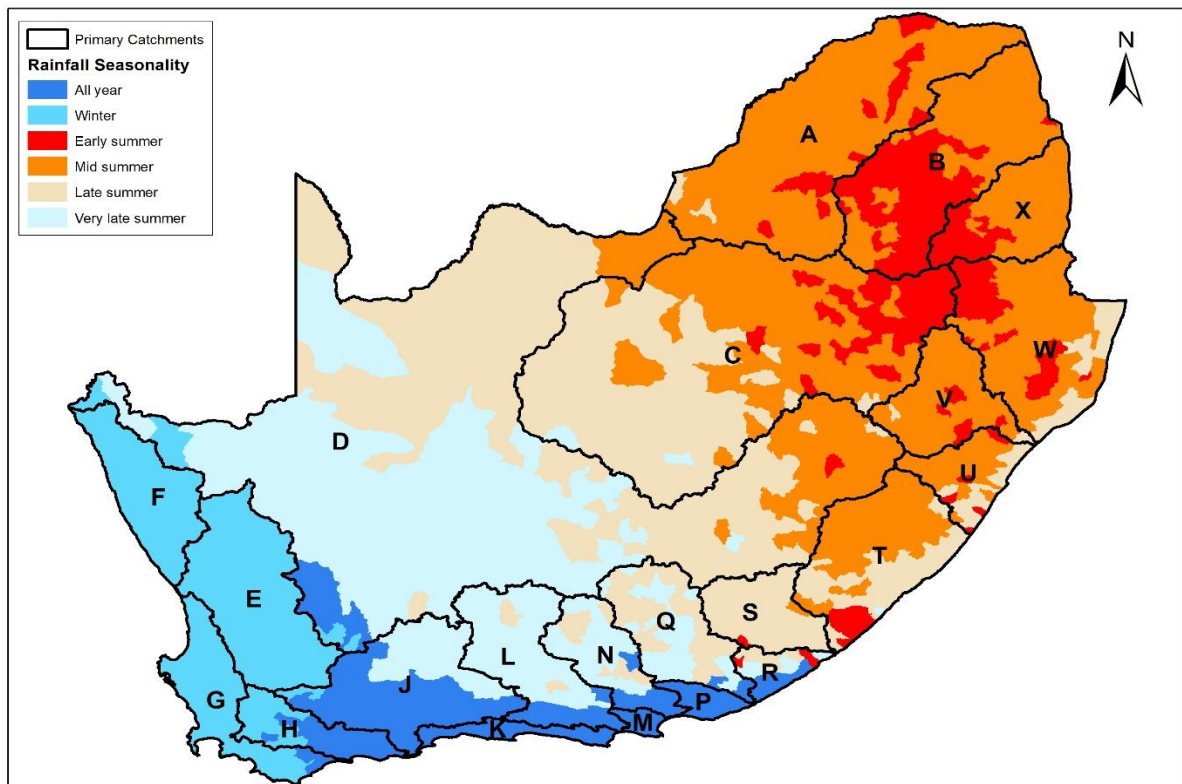 Primary Catchments
Rainfall Seasonality
All year
Winter
Early summer
Mid summer
Late summer
Very late summer
N
A
B
X
C
W
V
D
U
F
T
E
S
Q
L
N
R
J
G
P
H
K
M